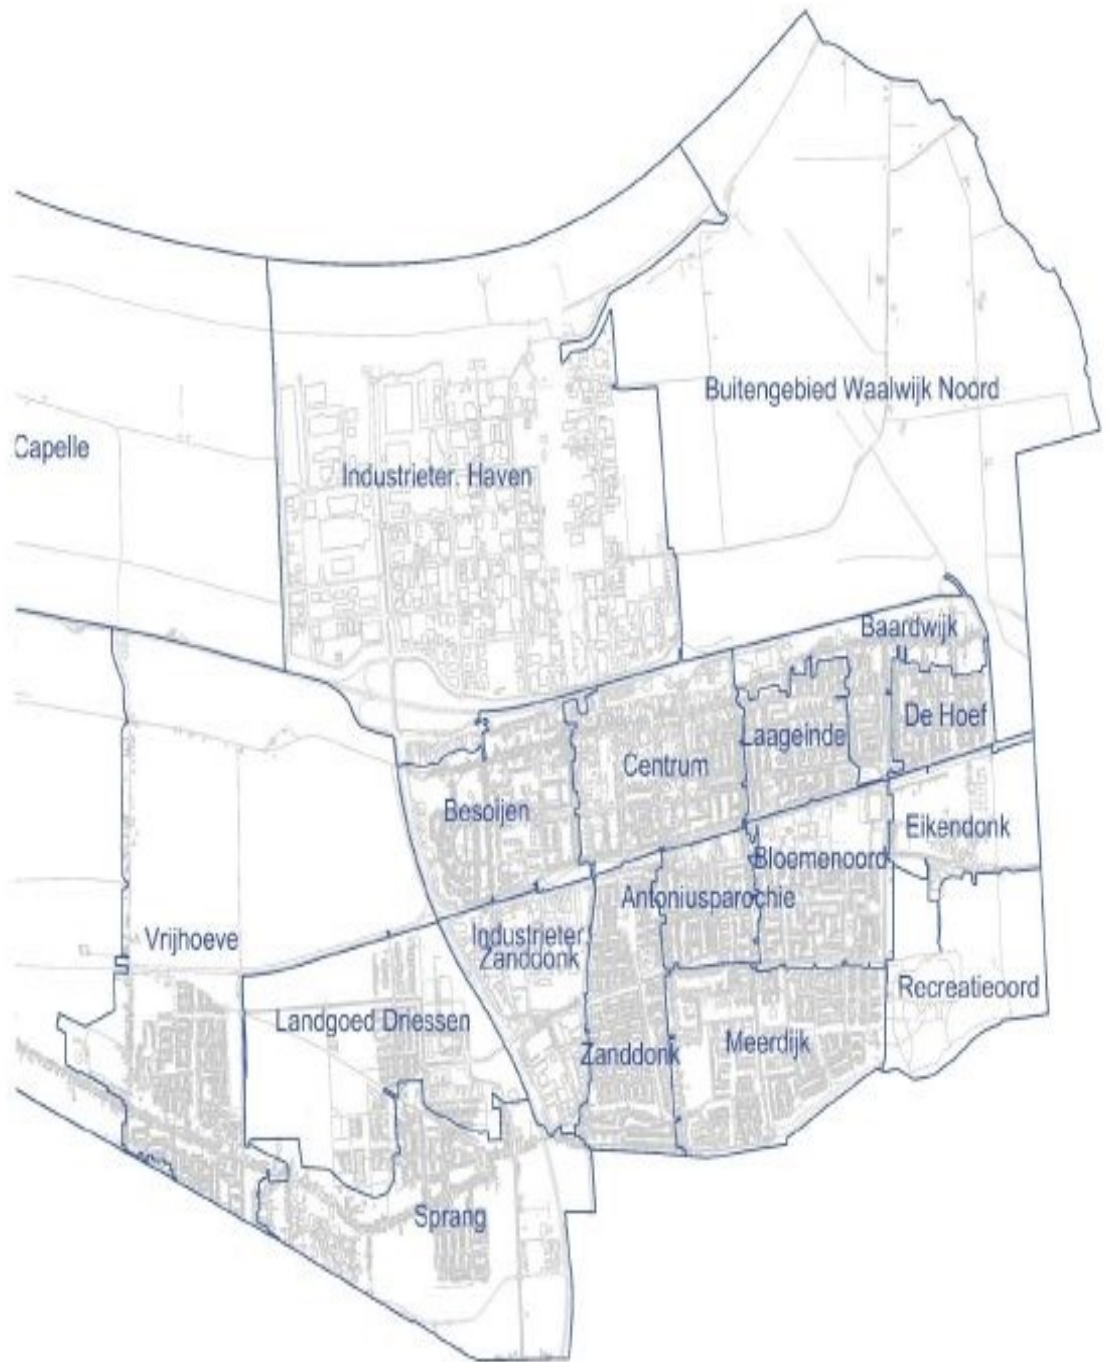 Buitengebied Waalwijk Noord
Capelle
Industrieter. Haven
Baardwijk
De Hoef
Laageinde
Centrum
Besoijen
Eikendonk
Bloemenoord
Antoniusparochie
Industrieter.
Zanddonk
Vrijhoeve
Recreatieoord
Landgoed Driessen
Meerdijk
Zanddonk
Sprang